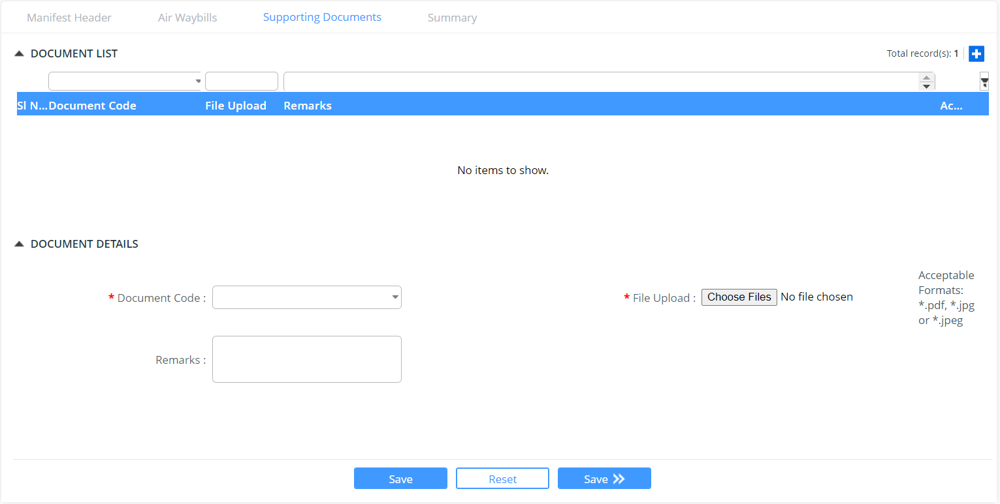 Manifest Header Air Waybills Supporting Documents Summary
DOCUMENT LIST Total record(s): 1
Sl N... Document Code File Upload Remarks Ac...
No items to show.
DOCUMENT DETAILS
* Document Code : * File Upload : Choose Files No file chosen
Acceptable
Formats:
*.pdf, *.jpg
or *.jpeg
Remarks :
Save Reset Save